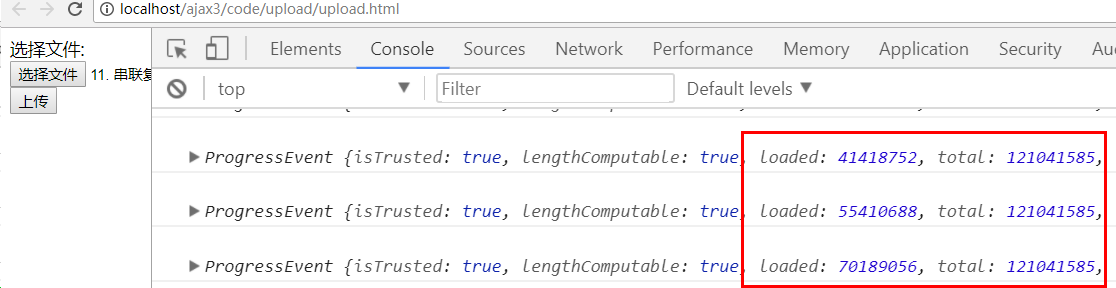 localhost/ajax3/code/upload/upload.html
选择文件:
选择文件 11. 串联复
上传
Elements Console Sources Network Performance Memory Application Security Au
top Filter Default levels
ProgressEvent {isTrusted: true, lengthComputable: true, loaded: 41418752, total: 121041585,
ProgressEvent {isTrusted: true, lengthComputable: true, loaded: 55410688, total: 121041585,
ProgressEvent {isTrusted: true, lengthComputable: true, loaded: 70189056, total: 121041585,